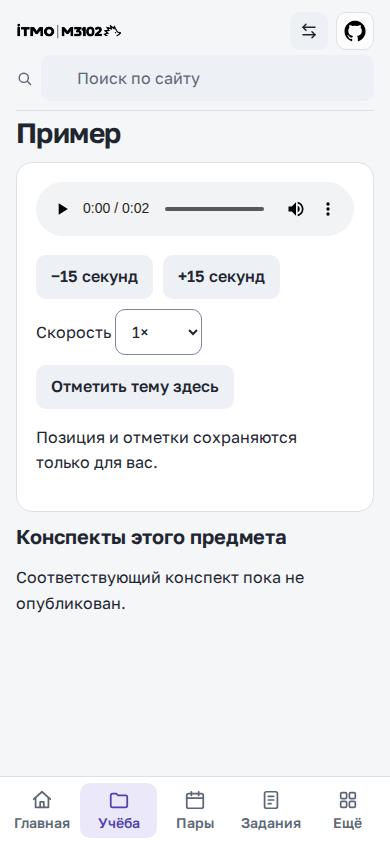 iTMO | M3102
Поиск по сайту
Пример
0:00 / 0:02
−15 секунд
+15 секунд
Скорость 1×
Отметить тему здесь
Позиция и отметки сохраняются
только для вас.
Конспекты этого предмета
Соответствующий конспект пока не
опубликован.
Главная Учёба Пары Задания Ещё